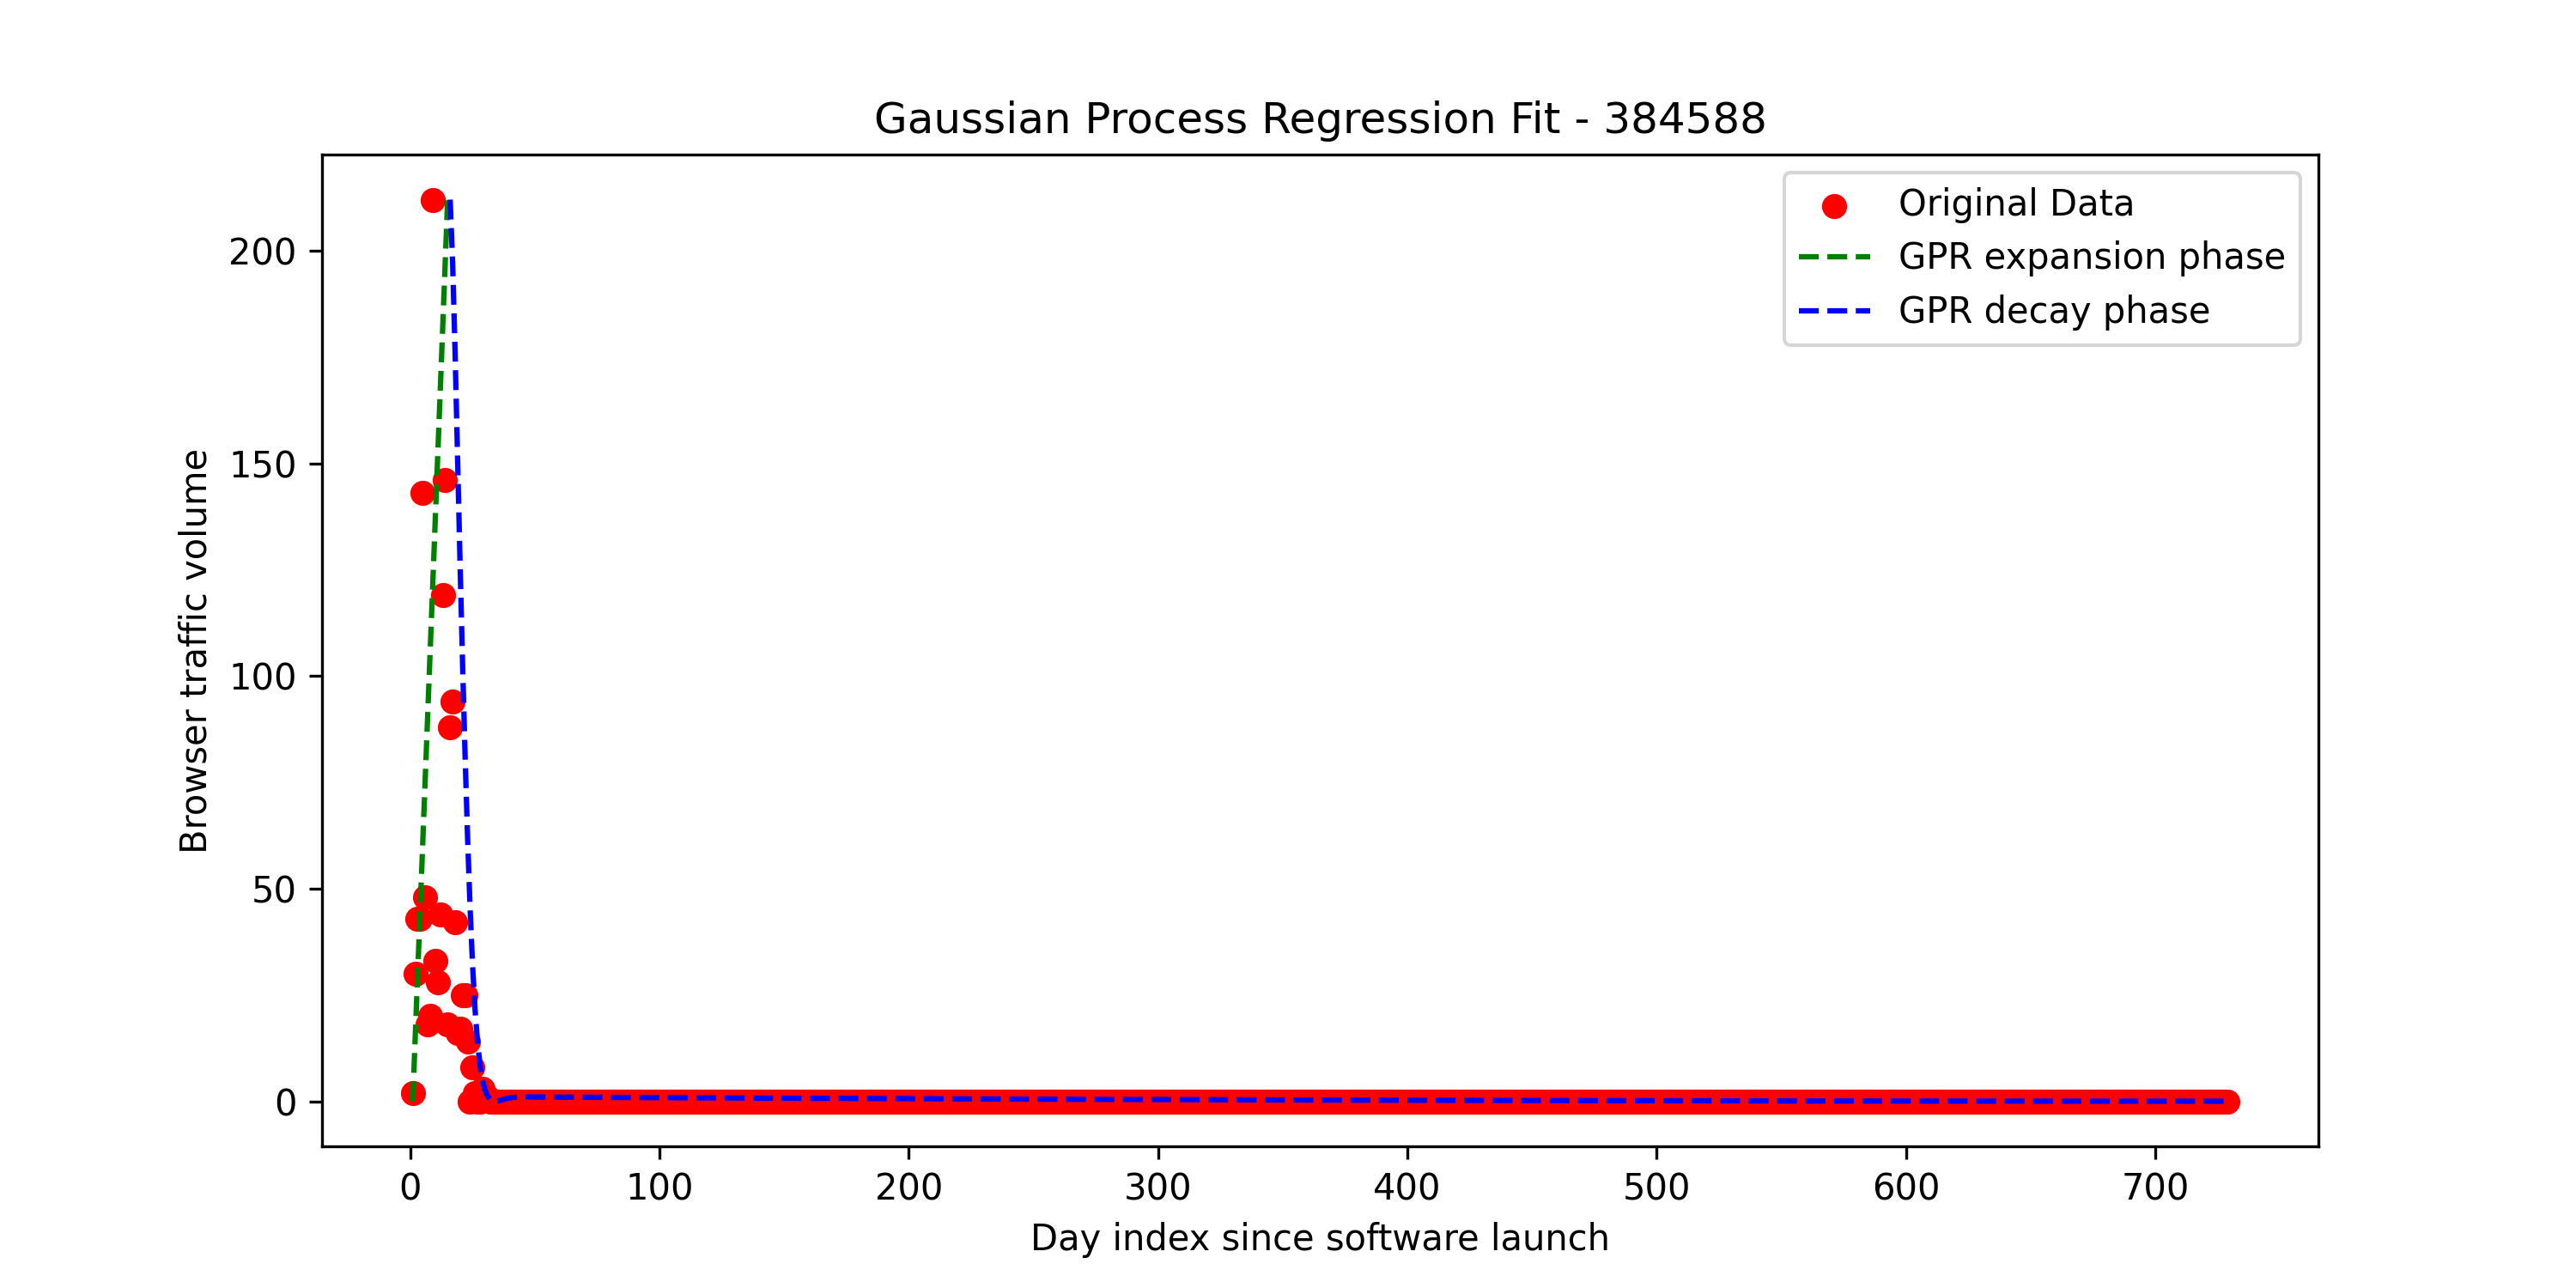 Gaussian Process Regression Fit - 384588
Original Data
GPR expansion phase
GPR decay phase
Browser traffic volume
200
150
100
50
0
0 100 200 300 400 500 600 700
Day index since software launch